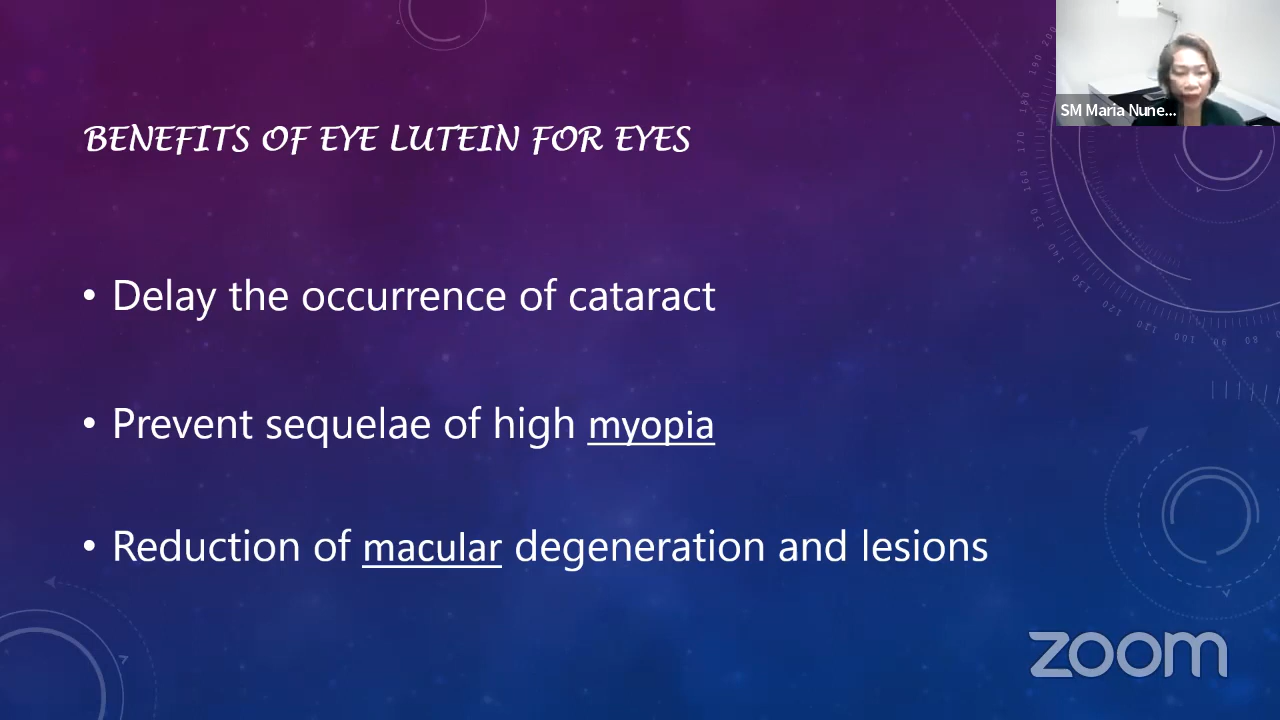 SM Maria Nune...
BENEFITS OF EYE LUTEIN FOR EYES
• Delay the occurrence of cataract
• Prevent sequelae of high myopia
• Reduction of macular degeneration and lesions
zoom